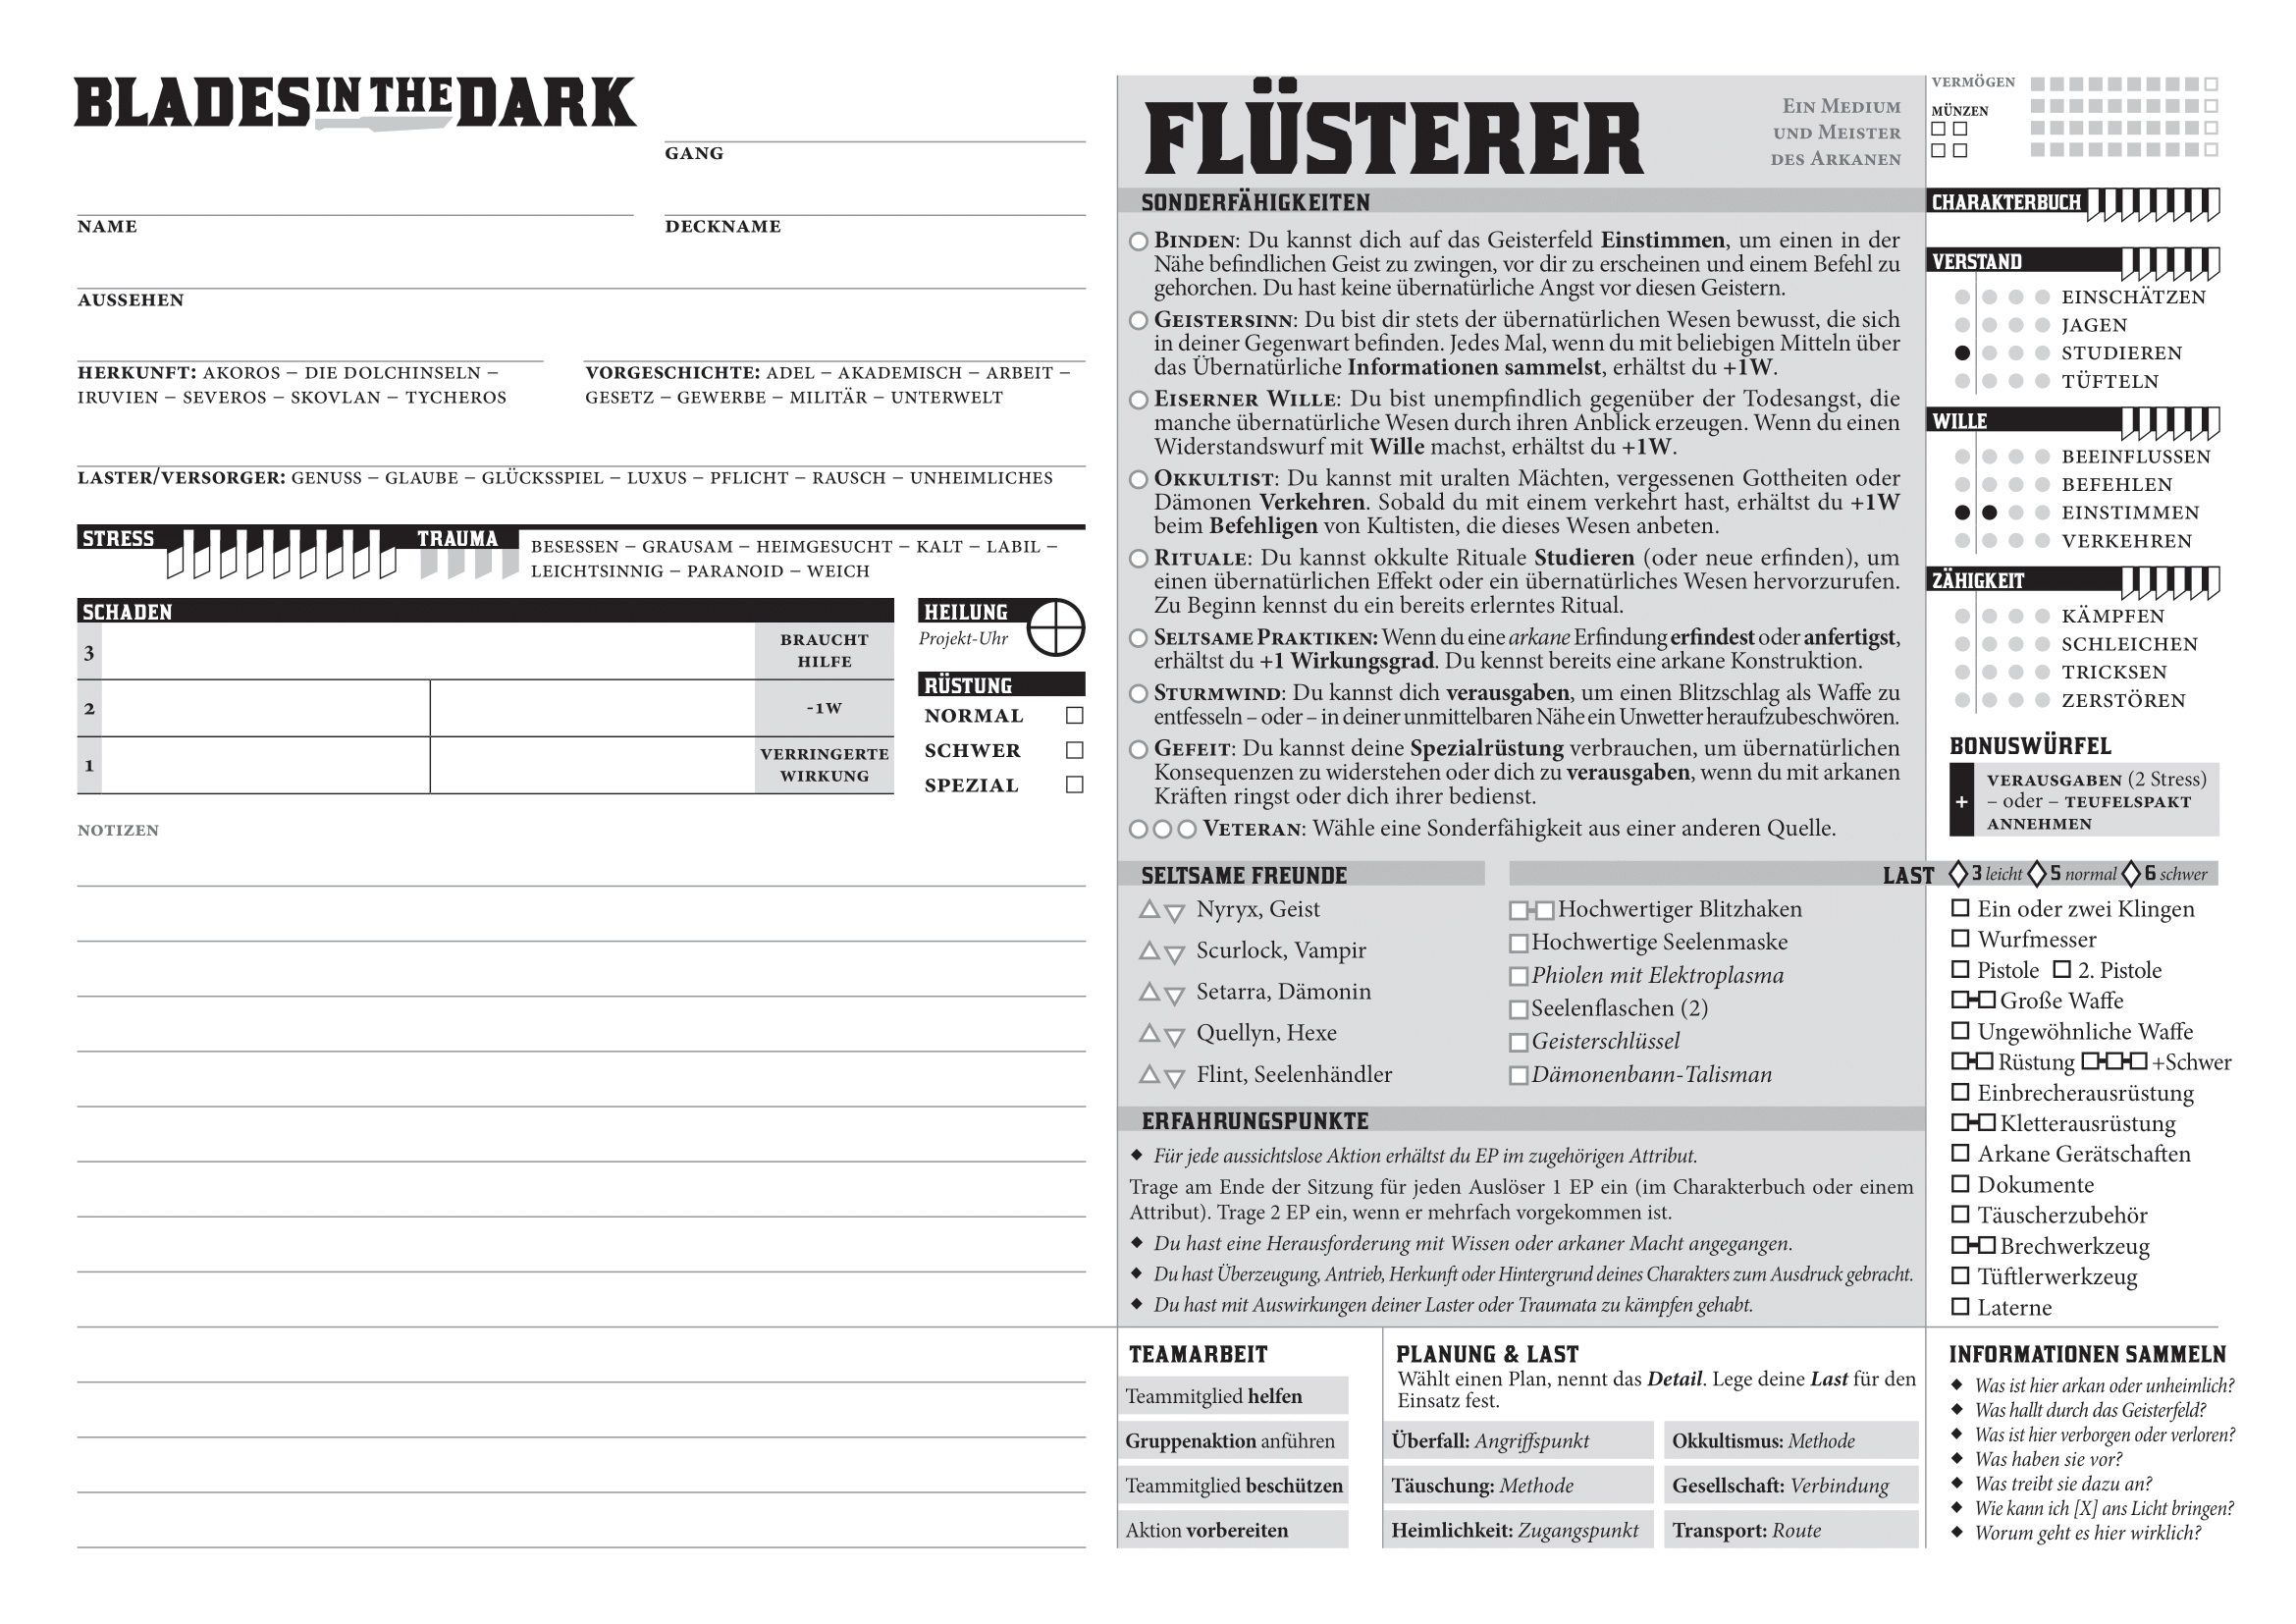 BLADES IN THE DARK
GANG
NAME
DECKNAME
AUSSEHEN
HERKUNFT: AKOROS – DIE DOLCHINSELN –
IRUVIEN – SEVEROS – SKOVLAN – TYCHEROS
VORGESCHICHTE: ADEL – AKADEMISCH – ARBEIT –
GESETZ – GEWERBE – MILITÄR – UNTERWELT
LASTER/VERSORGER: GENUSS – GLAUBE – GLÜCKSSPIEL – LUXUS – PFLICHT – RAUSCH – UNHEIMLICHES
STRESS
TRAUMA
BESESSEN – GRAUSAM – HEIMGESUCHT – KALT – LABIL –
LEICHTSINNIG – PARANOID – WEICH
SCHADEN
3
BRAUCHT
HILFE
2
-1W
1
VERRINGERTE
WIRKUNG
HEILUNG
Projekt-Uhr
RÜSTUNG
NORMAL
SCHWER
SPEZIAL
NOTIZEN
FLÜSTERER
EIN MEDIUM
UND MEISTER
DES ARKANEN
SONDERFÄHIGKEITEN
BINDEN: Du kannst dich auf das Geisterfeld Einstimmen, um einen in der
Nähe befindlichen Geist zu zwingen, vor dir zu erscheinen und einem Befehl zu
gehorchen. Du hast keine übernatürliche Angst vor diesen Geistern.
GEISTERSINN: Du bist dir stets der übernatürlichen Wesen bewusst, die sich
in deiner Gegenwart befinden. Jedes Mal, wenn du mit beliebigen Mitteln über
das Übernatürliche Informationen sammelst, erhältst du +1W.
EISERNER WILLE: Du bist unempfindlich gegenüber der Todesangst, die
manche übernatürliche Wesen durch ihren Anblick erzeugen. Wenn du einen
Widerstandswurf mit Wille machst, erhältst du +1W.
OKKULTIST: Du kannst mit uralten Mächten, vergessenen Gottheiten oder
Dämonen Verkehren. Sobald du mit einem verkehrt hast, erhältst du +1W
beim Befehligen von Kultisten, die dieses Wesen anbeten.
RITUALE: Du kannst okkulte Rituale Studieren (oder neue erfinden), um
einen übernatürlichen Effekt oder ein übernatürliches Wesen hervorzurufen.
Zu Beginn kennst du ein bereits erlerntes Ritual.
SELTSAME PRAKTIKEN: Wenn du eine arkane Erfindung erfindest oder anfertigst,
erhältst du +1 Wirkungsgrad. Du kennst bereits eine arkane Konstruktion.
STURMWIND: Du kannst dich verausgaben, um einen Blitzschlag als Waffe zu
entfesseln – oder – in deiner unmittelbaren Nähe ein Unwetter heraufzubeschwören.
GEFEIT: Du kannst deine Spezialrüstung verbrauchen, um übernatürlichen
Konsequenzen zu widerstehen oder dich zu verausgaben, wenn du mit arkanen
Kräften ringst oder dich ihrer bedienst.
VETERAN: Wähle eine Sonderfähigkeit aus einer anderen Quelle.
SELTSAME FREUNDE
Nyryx, Geist
Scurlock, Vampir
Setarra, Dämonin
Quellyn, Hexe
Flint, Seelenhändler
LAST 3 leicht 5 normal 6 schwer
Hochwertiger Blitzhaken
Hochwertige Seelenmaske
Phiolen mit Elektroplasma
Seelenflaschen (2)
Geisterschlüssel
Dämonenbann-Talisman
ERFAHRUNGSPUNKTE
◆ Für jede aussichtslose Aktion erhältst du EP im zugehörigen Attribut.
Trage am Ende der Sitzung für jeden Auslöser 1 EP ein (im Charakterbuch oder einem
Attribut). Trage 2 EP ein, wenn er mehrfach vorgekommen ist.
◆ Du hast eine Herausforderung mit Wissen oder arkaner Macht angegangen.
◆ Du hast Überzeugung, Antrieb, Herkunft oder Hintergrund deines Charakters zum Ausdruck gebracht.
◆ Du hast mit Auswirkungen deiner Laster oder Traumata zu kämpfen gehabt.
TEAMARBEIT
Teammitglied helfen
Gruppenaktion anführen
Teammitglied beschützen
Aktion vorbereiten
PLANUNG & LAST
Wählt einen Plan, nennt das Detail. Lege deine Last für den
Einsatz fest.
Überfall: Angriffspunkt
Okkultismus: Methode
Täuschung: Methode
Gesellschaft: Verbindung
Heimlichkeit: Zugangspunkt
Transport: Route
VERMÖGEN
MÜNZEN
CHARAKTERBUCH
VERSTAND
EINSCHÄTZEN
JAGEN
STUDIEREN
TÜFTELN
WILLE
BEEINFLUSSEN
BEFEHLEN
EINSTIMMEN
VERKEHREN
ZÄHIGKEIT
KÄMPFEN
SCHLEICHEN
TRICKSEN
ZERSTÖREN
BONUSWÜRFEL
+
VERAUSGABEN (2 Stress)
– oder – TEUFELSPAKT
ANNEHMEN
Ein oder zwei Klingen
Wurfmesser
Pistole 2. Pistole
Große Waffe
Ungewöhnliche Waffe
Rüstung +Schwer
Einbrecherausrüstung
Kletterausrüstung
Arkane Gerätschaften
Dokumente
Täuscherzubehör
Brechwerkzeug
Tüftlerwerkzeug
Laterne
INFORMATIONEN SAMMELN
◆ Was ist hier arkan oder unheimlich?
◆ Was hallt durch das Geisterfeld?
◆ Was ist hier verborgen oder verloren?
◆ Was haben sie vor?
◆ Was treibt sie dazu an?
◆ Wie kann ich [X] ans Licht bringen?
◆ Worum geht es hier wirklich?